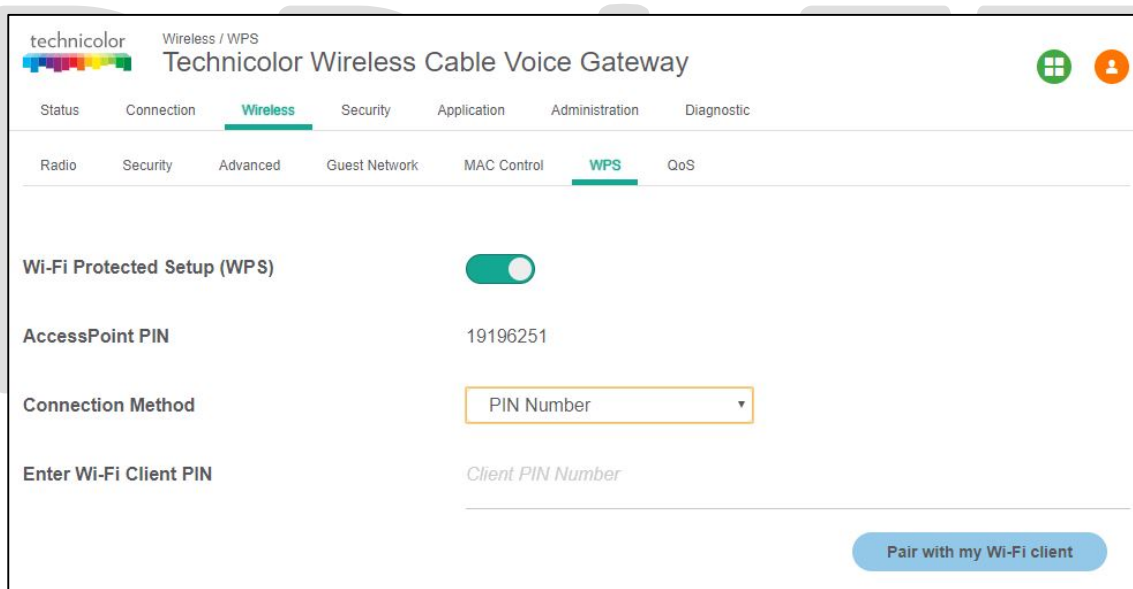 technicolor
Wireless / WPS
Technicolor Wireless Cable Voice Gateway
Status Connection Wireless Security Application Administration Diagnostic
Radio Security Advanced Guest Network MAC Control WPS QoS
Wi-Fi Protected Setup (WPS)
AccessPoint PIN 19196251
Connection Method PIN Number
Enter Wi-Fi Client PIN Client PIN Number
Pair with my Wi-Fi client